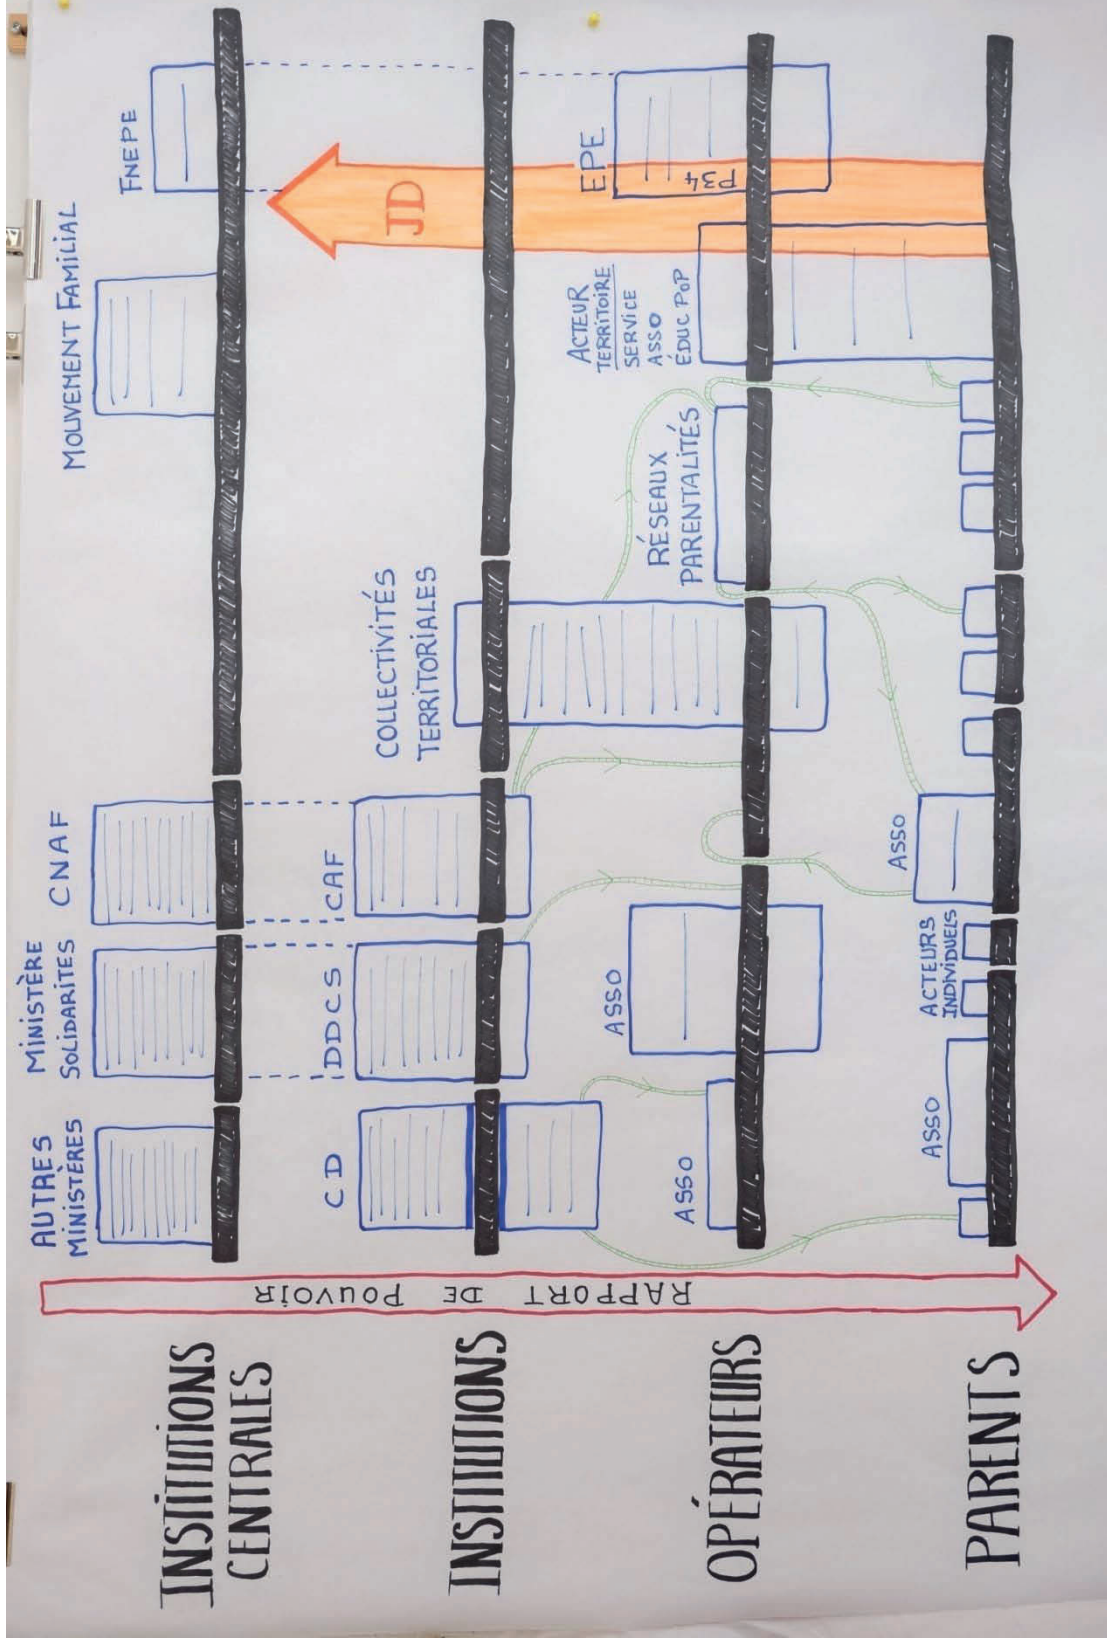 INSTITUTIONS
CENTRALES
AUTRES
MINISTÈRES
MINISTÈRE
SOLIDARITES
CNAF
MOUVEMENT FAMILIAL
FNEPE
RAPPORT DE POUVOIR
INSTITUTIONS
CD
DDCS
CAF
COLLECTIVITÉS
TERRITORIALES
JD
OPÉRATEURS
ASSO
ASSO
RÉSEAUX
PARENTALITÉS
ACTEUR
TERRITOIRE
SERVICE
ASSO
ÉDUC POP
EPE
P34
PARENTS
ASSO
ACTEURS
INDIVIDUELS
ASSO